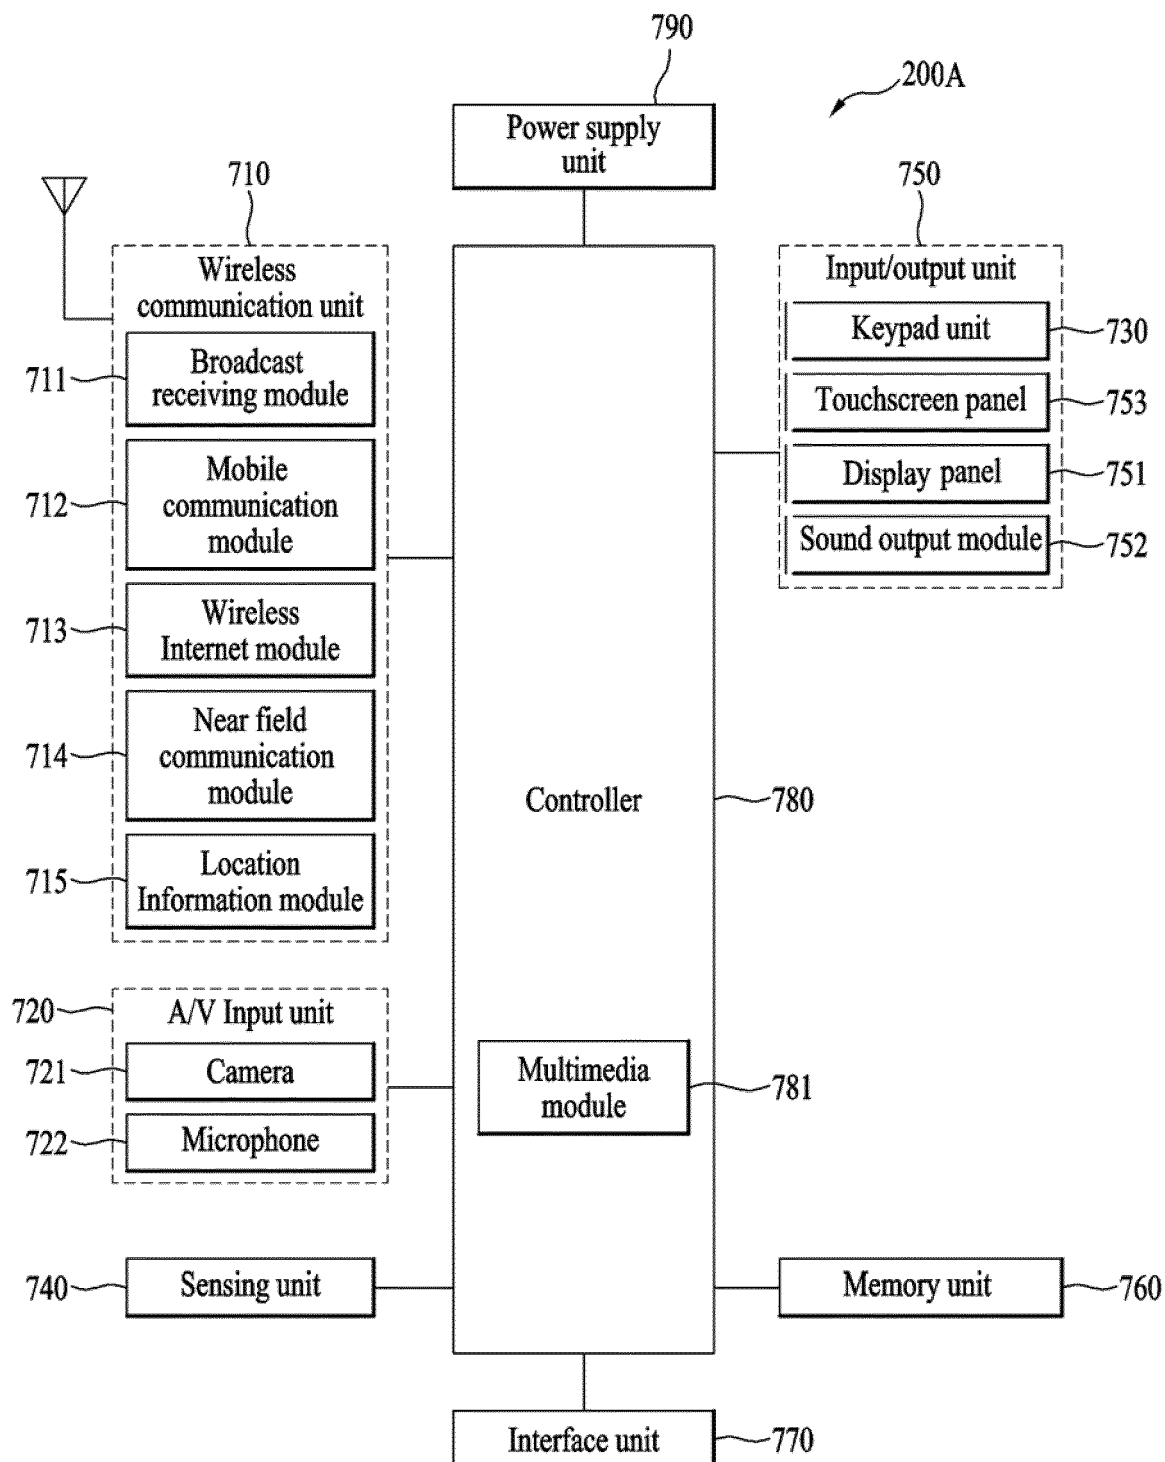 790
200A
Power supply
unit
710
750
Wireless
communication unit
711
Broadcast
receiving module
712
Mobile
communication
module
713
Wireless
Internet module
714
Near field
communication
module
715
Location
Information module
720
A/V Input unit
721
Camera
722
Microphone
740
Sensing unit
Controller
780
Multimedia
module
781
Input/output unit
Keypad unit
730
Touchscreen panel
753
Display panel
751
Sound output module
752
Memory unit
760
Interface unit
770